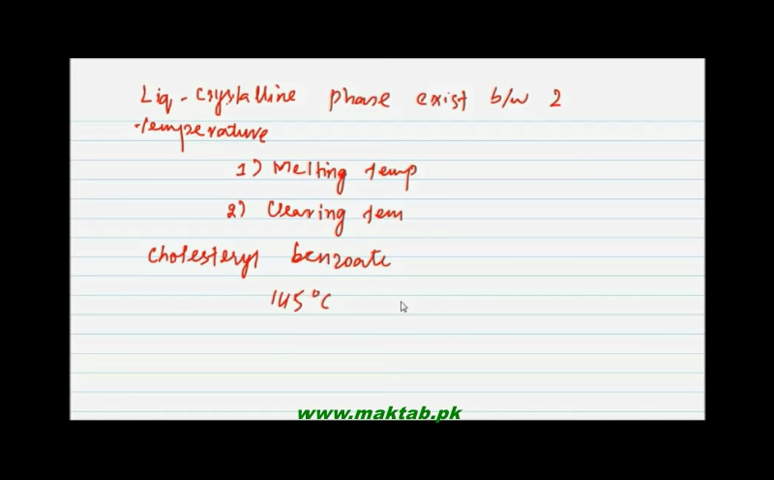 Liq - crystalline phase exist b/w 2
temperature
1) Melting temp
2) Clearing tem
Cholesteryl benzoate
145°C
www.maktab.pk